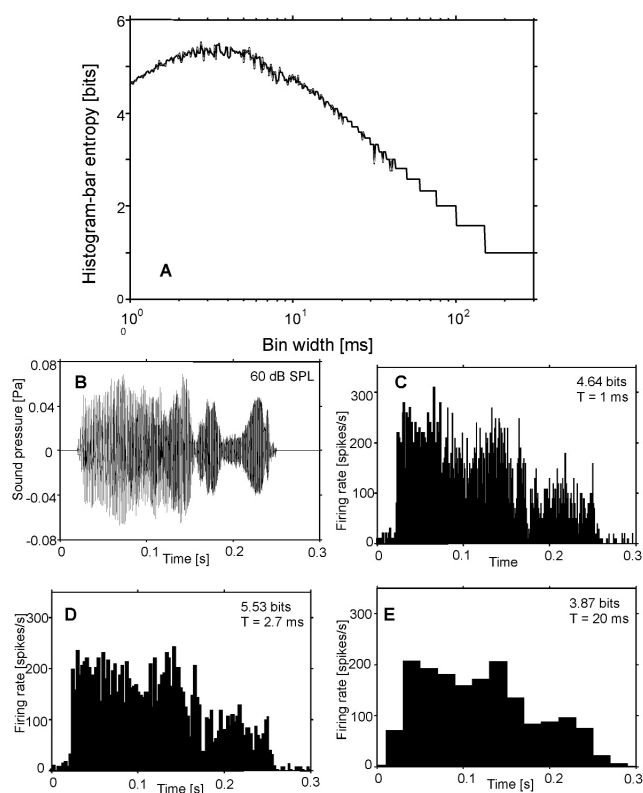 6
4
2
0
Histogram-bar entropy [bits]
A
10⁰ 10¹ 10²
0
Bin width [ms]
B
60 dB SPL
0.08
0.04
0
-0.04
-0.08
Sound pressure [Pa]
0 0.1 0.2 0.3
Time [s]
C
4.64 bits
T = 1 ms
300
200
100
0
Firing rate [spikes/s]
0 0.1 0.2 0.3
Time
D
5.53 bits
T = 2.7 ms
300
200
100
0
Firing rate [spikes/s]
0 0.1 0.2 0.3
Time [s]
E
3.87 bits
T = 20 ms
300
200
100
0
Firing rate [spikes/s]
0 0.1 0.2 0.3
Time [s]